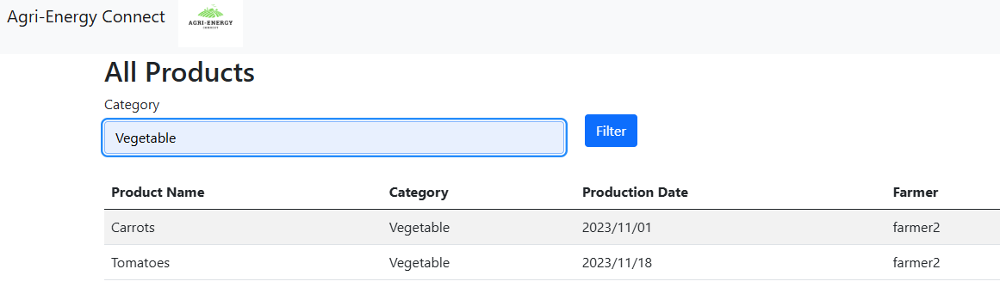 Agri-Energy Connect
AGRI-ENERGY
CONNECT
All Products
Category
Vegetable
Filter
Product Name Category Production Date Farmer
Carrots Vegetable 2023/11/01 farmer2
Tomatoes Vegetable 2023/11/18 farmer2